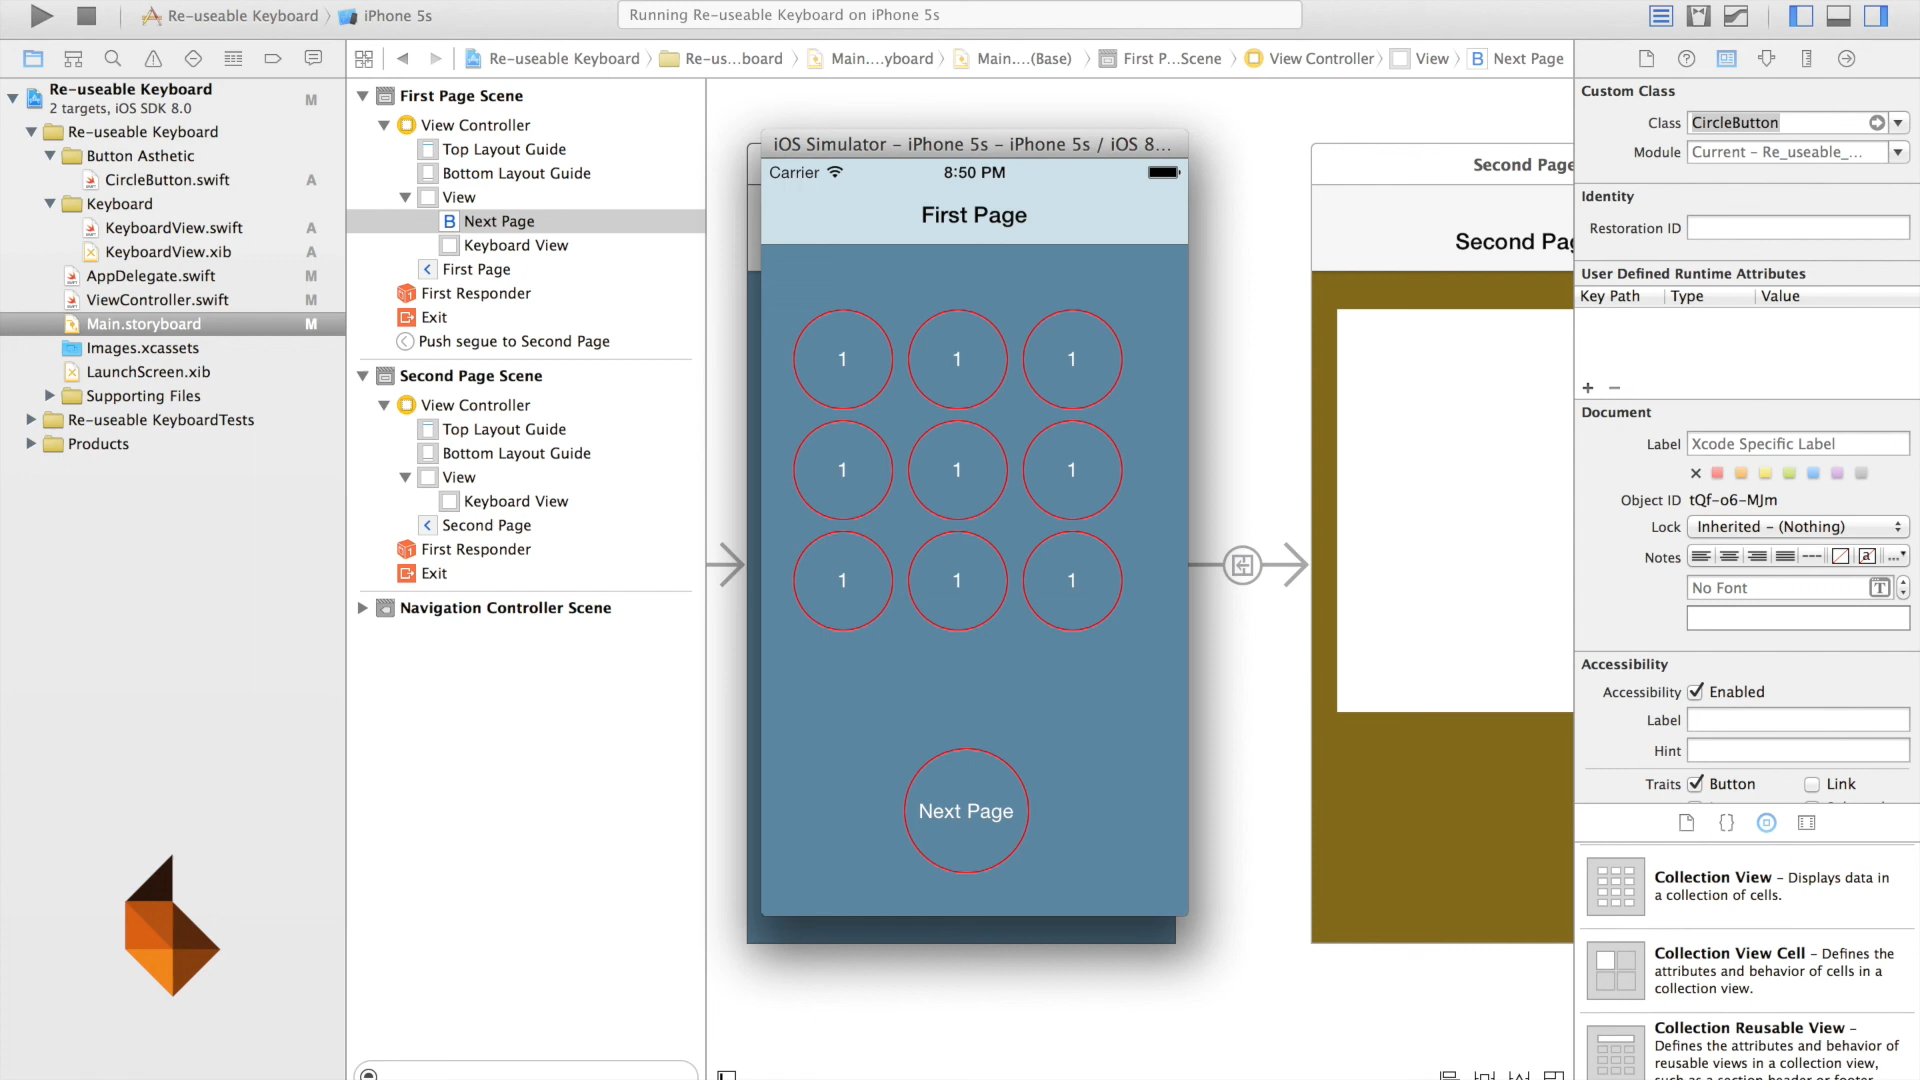 Re-useable Keyboard
iPhone 5s
Running Re-useable Keyboard on iPhone 5s
Re-useable Keyboard
Re-us...board
Main....yboard
Main....(Base)
First P...Scene
View Controller
View
B
Next Page
Re-useable Keyboard
M
2 targets, iOS SDK 8.0
Re-useable Keyboard
Button Asthetic
CircleButton.swift
A
Keyboard
KeyboardView.swift
A
KeyboardView.xib
A
AppDelegate.swift
M
ViewController.swift
M
Main.storyboard
M
Images.xcassets
LaunchScreen.xib
Supporting Files
Re-useable KeyboardTests
Products
First Page Scene
View Controller
Top Layout Guide
Bottom Layout Guide
View
B
Next Page
Keyboard View
First Page
First Responder
Exit
Push segue to Second Page
Second Page Scene
View Controller
Top Layout Guide
Bottom Layout Guide
View
Keyboard View
Second Page
First Responder
Exit
Navigation Controller Scene
iOS Simulator - iPhone 5s - iPhone 5s / iOS 8...
Carrier
8:50 PM
First Page
1 1 1
1 1 1
1 1 1
Next Page
Second Page
Second Pag
Custom Class
Class CircleButton
Module Current - Re_useable_...
Identity
Restoration ID
User Defined Runtime Attributes
Key Path Type Value
+ −
Document
Label Xcode Specific Label
Object ID tQf-o6-MJm
Lock Inherited - (Nothing)
Notes
No Font
T
Accessibility
Accessibility Enabled
Label
Hint
Traits Button Link
Collection View - Displays data in
a collection of cells.
Collection View Cell - Defines the
attributes and behavior of cells in a
collection view.
Collection Reusable View -
Defines the attributes and behavior of
reusable views in a collection view,
such as a section header or footer